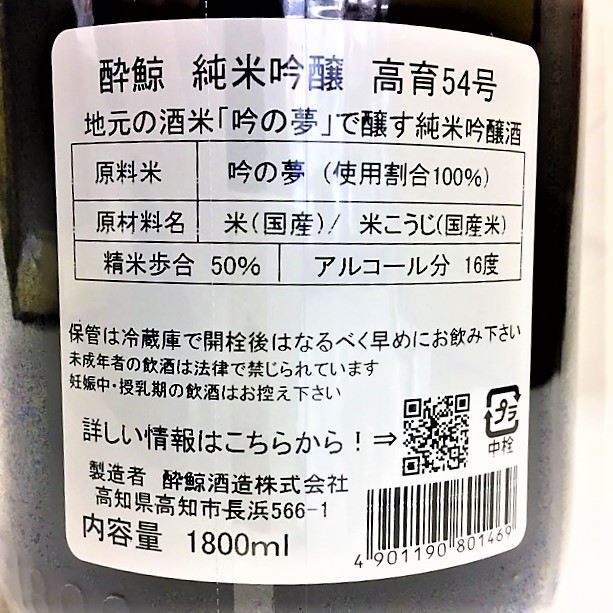 酔鯨 純米吟醸 高育54号
地元の酒米「吟の夢」で醸す純米吟醸酒
原料米 吟の夢（使用割合100%）
原材料名 米（国産）/ 米こうじ（国産米）
精米歩合 50% アルコール分 16度
保管は冷蔵庫で開栓後はなるべく早めにお飲み下さい
未成年者の飲酒は法律で禁じられています
妊娠中・授乳期の飲酒はお控え下さい
詳しい情報はこちらから！⇒
プラ
中栓
製造者 酔鯨酒造株式会社
高知県高知市長浜566-1
内容量 1800ml
4 901190 801469